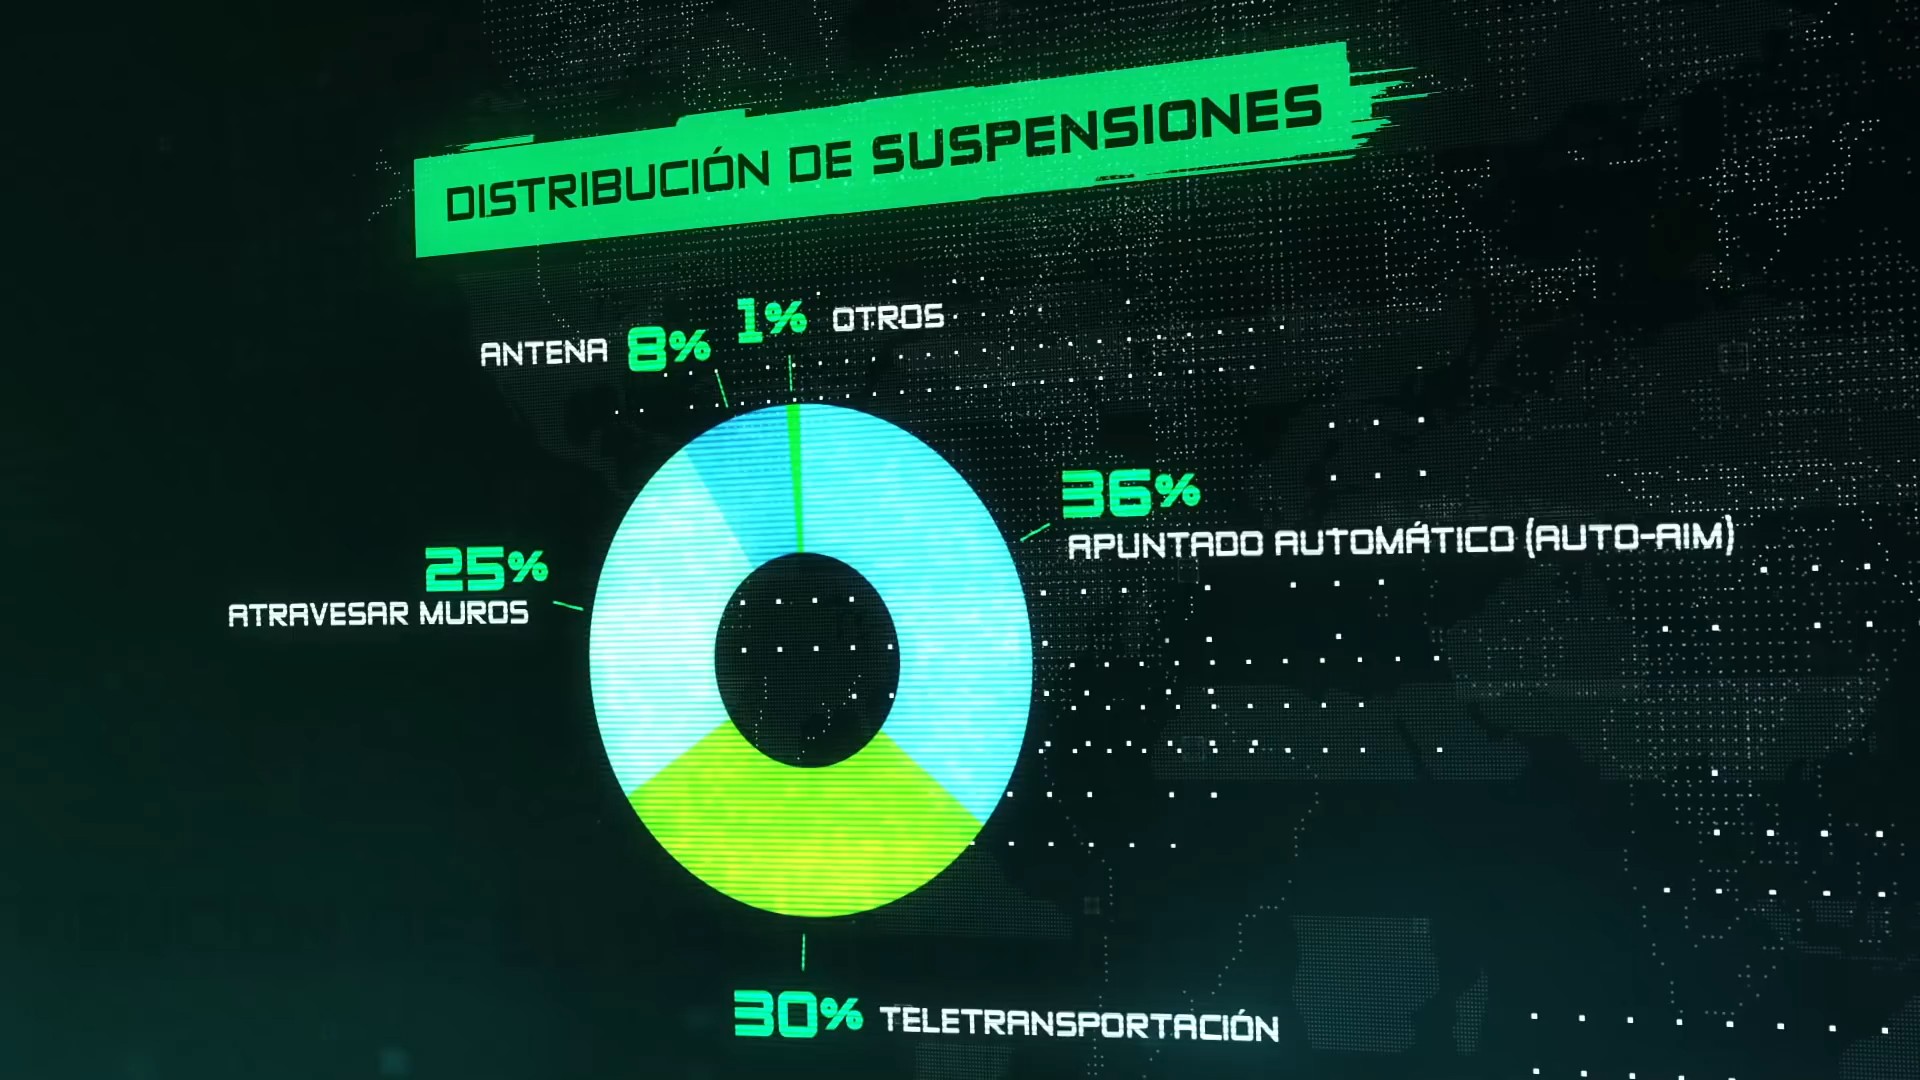 DISTRIBUCIÓN DE SUSPENSIONES
1% OTROS
ANTENA 8%
36%
APUNTADO AUTOMÁTICO (AUTO-AIM)
25%
ATRAVESAR MUROS
30% TELETRANSPORTACIÓN